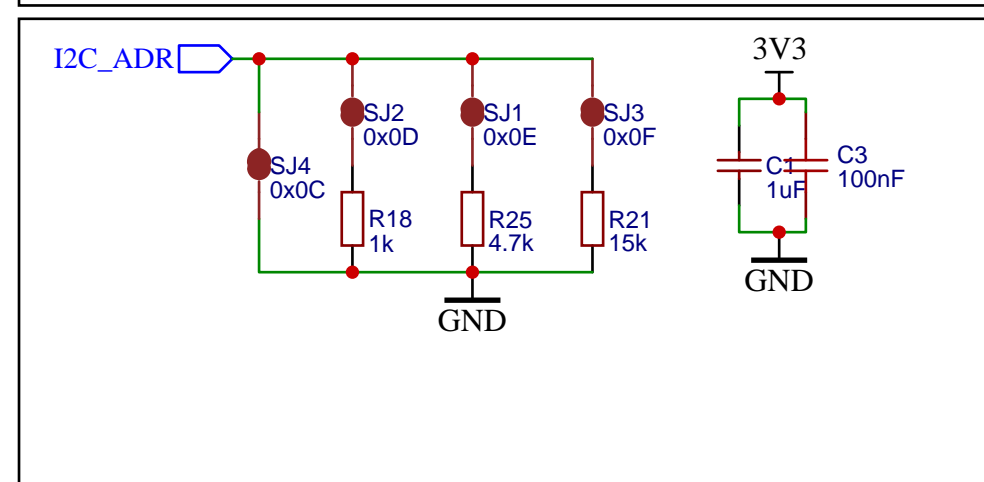 I2C_ADR
SJ4
0x0C
SJ2
0x0D
SJ1
0x0E
SJ3
0x0F
R18
1k
R25
4.7k
R21
15k
GND
3V3
C1
1uF
C3
100nF
GND